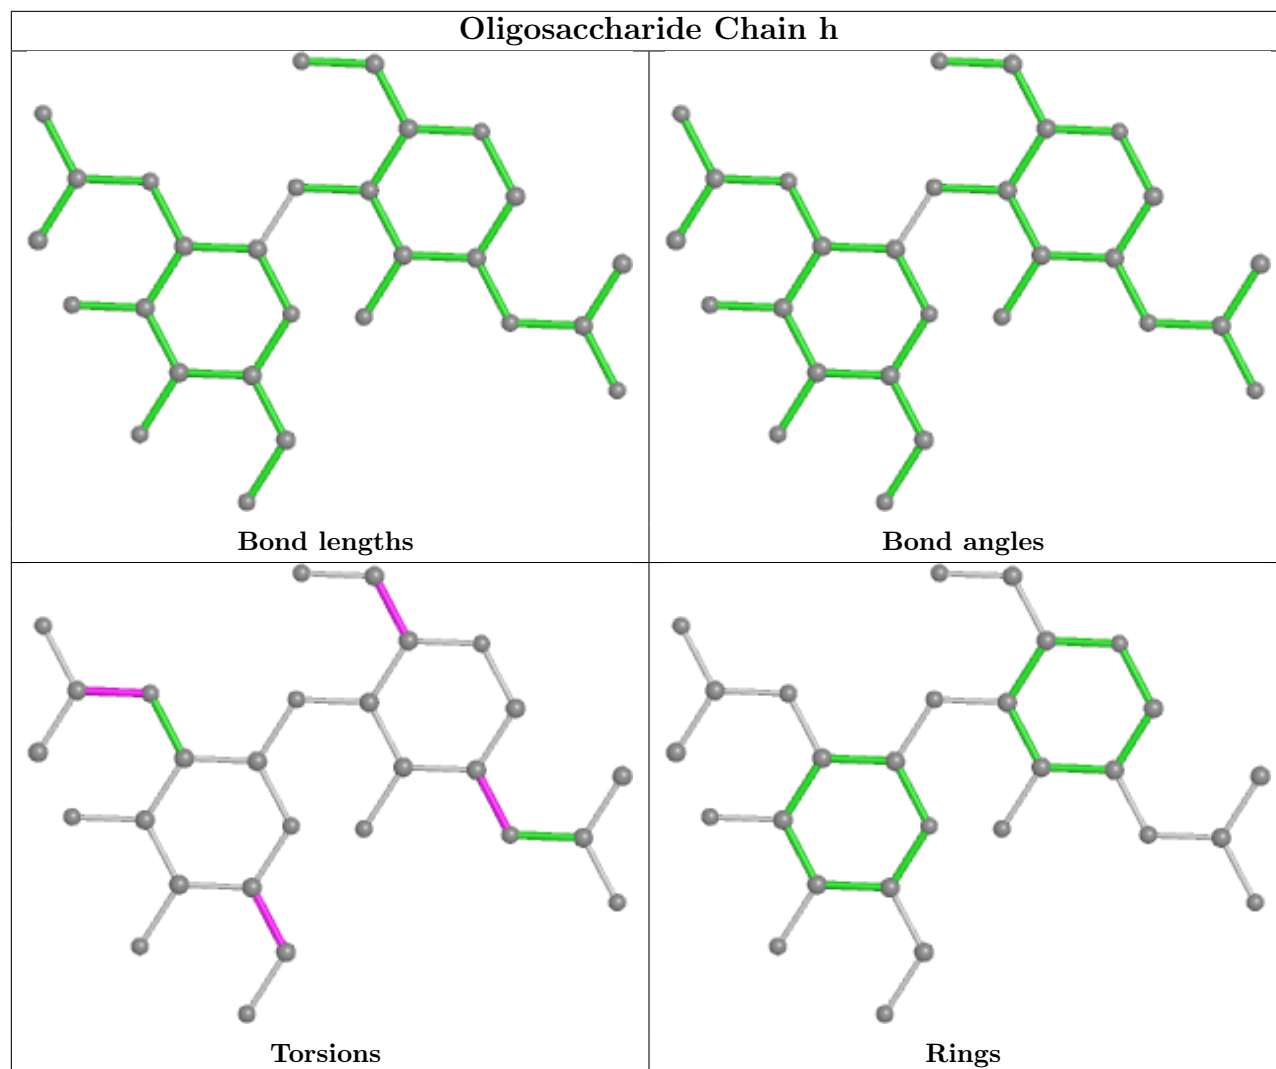 Oligosaccharide Chain h
Bond lengths
Bond angles
Torsions
Rings